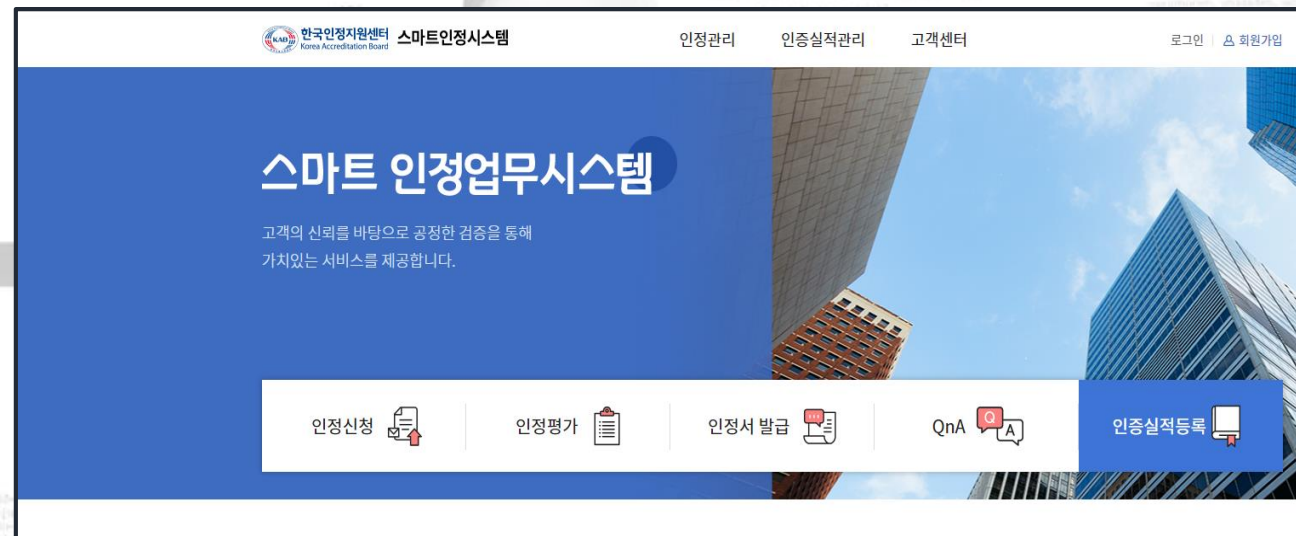 KAB
한국인정지원센터
Korea Accreditation Board
스마트인정시스템
인정관리
인증실적관리
고객센터
로그인
회원가입
스마트 인정업무시스템
고객의 신뢰를 바탕으로 공정한 검증을 통해
가치있는 서비스를 제공합니다.
인정신청
인정평가
인정서 발급
QnA
Q
A
인증실적등록